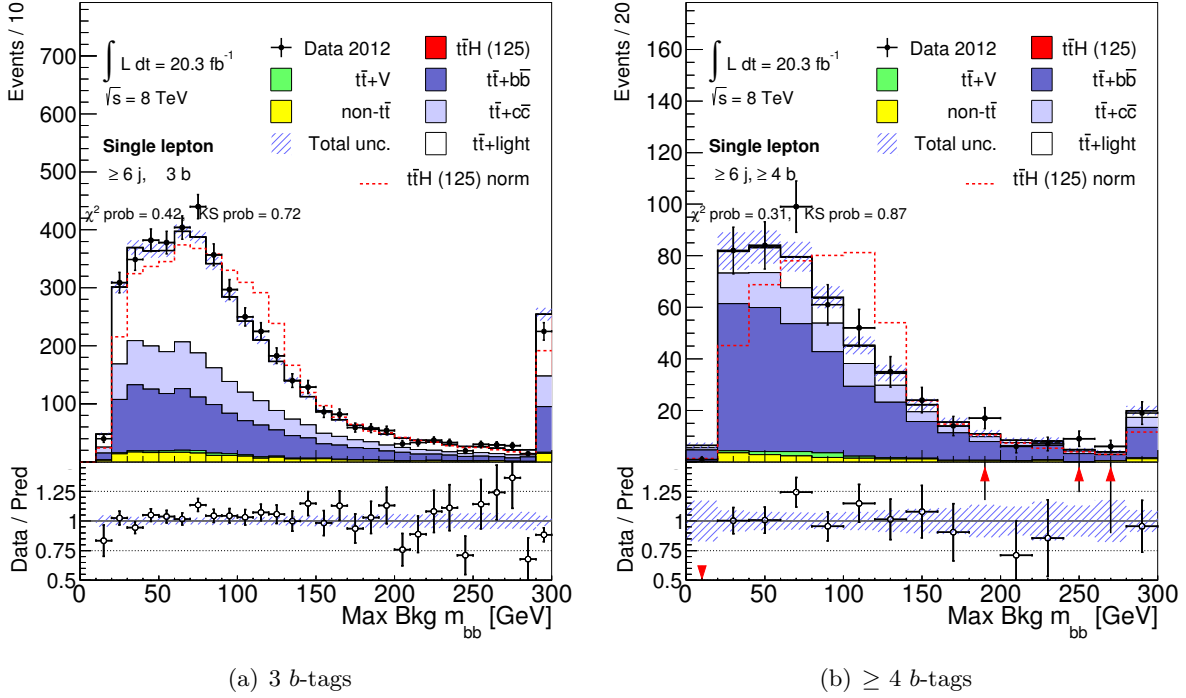 Events / 10
700
600
500
400
300
200
100
∫ L dt = 20.3 fb⁻¹
√s = 8 TeV
Single lepton
≥ 6 j, 3 b
Data 2012
tt̄H (125)
tt̄+V
tt̄+bb̄
non-tt̄
tt̄+cc̄
Total unc.
tt̄+light
tt̄H (125) norm
χ² prob = 0.42, KS prob = 0.72
Data / Pred
1.25
1
0.75
0.5
0 50 100 150 200 250 300
Max Bkg m_bb [GeV]
(a) 3 b-tags
Events / 20
160
140
120
100
80
60
40
20
∫ L dt = 20.3 fb⁻¹
√s = 8 TeV
Single lepton
≥ 6 j, ≥ 4 b
Data 2012
tt̄H (125)
tt̄+V
tt̄+bb̄
non-tt̄
tt̄+cc̄
Total unc.
tt̄+light
tt̄H (125) norm
χ² prob = 0.31, KS prob = 0.87
Data / Pred
1.25
1
0.75
0.5
0 50 100 150 200 250 300
Max Bkg m_bb [GeV]
(b) ≥ 4 b-tags